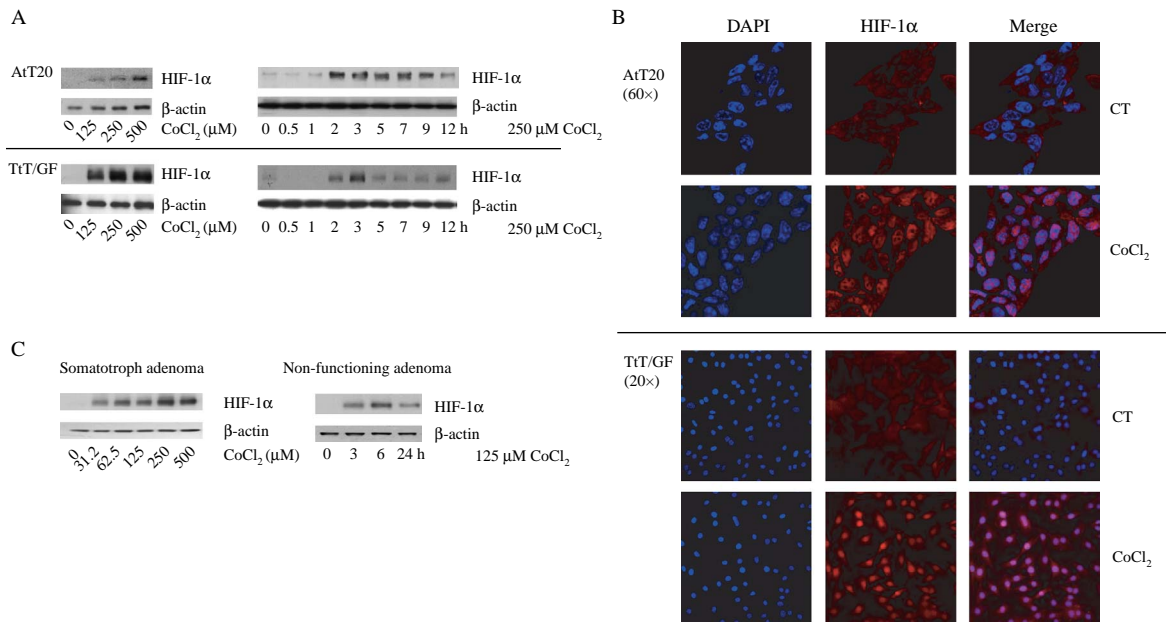 A
AtT20
HIF-1α
β-actin
0 125 250 500 CoCl₂ (μM)
HIF-1α
β-actin
0 0.5 1 2 3 5 7 9 12 h 250 μM CoCl₂
TtT/GF
HIF-1α
β-actin
0 125 250 500 CoCl₂ (μM)
HIF-1α
β-actin
0 0.5 1 2 3 5 7 9 12 h 250 μM CoCl₂
C
Somatotroph adenoma
HIF-1α
β-actin
0 31.2 62.5 125 250 500 CoCl₂ (μM)
Non-functioning adenoma
HIF-1α
β-actin
0 3 6 24 h 125 μM CoCl₂
B
DAPI HIF-1α Merge
AtT20
(60×)
CT
CoCl₂
TtT/GF
(20×)
CT
CoCl₂